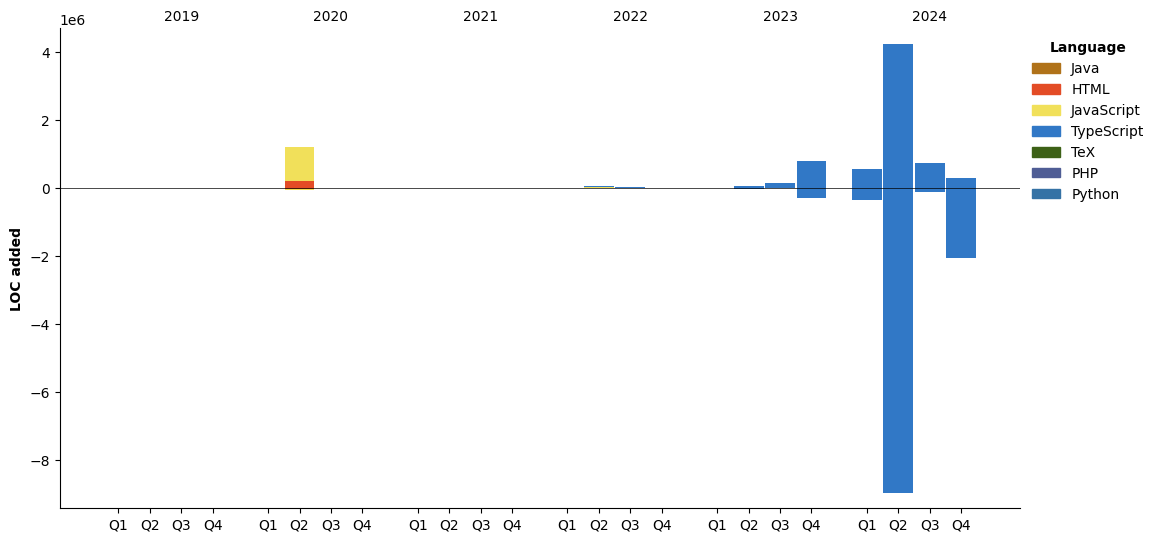 1e6
2019 2020 2021 2022 2023 2024
Language
Java
HTML
JavaScript
TypeScript
TeX
PHP
Python
4
2
0
−2
−4
−6
−8
LOC added
Q1 Q2 Q3 Q4 Q1 Q2 Q3 Q4 Q1 Q2 Q3 Q4 Q1 Q2 Q3 Q4 Q1 Q2 Q3 Q4 Q1 Q2 Q3 Q4